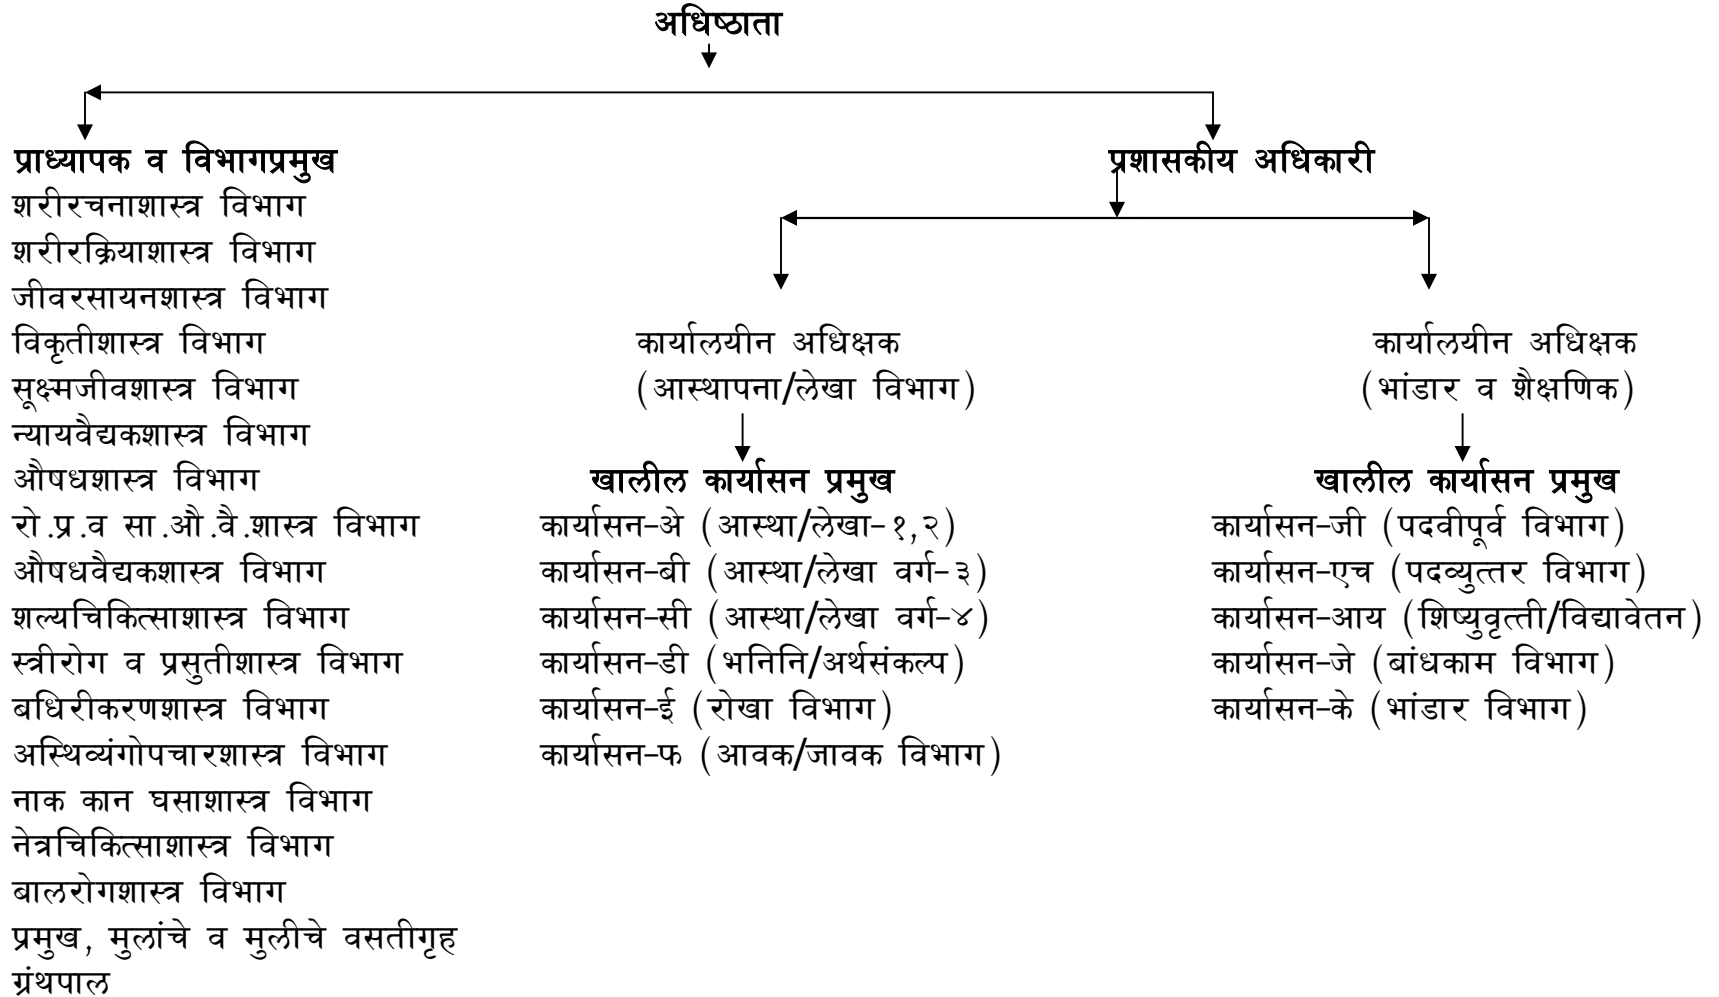 अधिष्ठाता
प्राध्यापक व विभागप्रमुख
शरीरचनाशास्त्र विभाग
शरीरक्रियाशास्त्र विभाग
जीवरसायनशास्त्र विभाग
विकृतीशास्त्र विभाग
सूक्ष्मजीवशास्त्र विभाग
न्यायवैद्यकशास्त्र विभाग
औषधशास्त्र विभाग
रो.प्र.व सा.औ.वै.शास्त्र विभाग
औषधवैद्यकशास्त्र विभाग
शल्यचिकित्साशास्त्र विभाग
स्त्रीरोग व प्रसुतीशास्त्र विभाग
बधिरीकरणशास्त्र विभाग
अस्थिव्यंगोपचारशास्त्र विभाग
नाक कान घसाशास्त्र विभाग
नेत्रचिकित्साशास्त्र विभाग
बालरोगशास्त्र विभाग
प्रमुख, मुलांचे व मुलीचे वसतीगृह
ग्रंथपाल
प्रशासकीय अधिकारी
कार्यालयीन अधिक्षक
(आस्थापना/लेखा विभाग)
खालील कार्यासन प्रमुख
कार्यासन-अे (आस्था/लेखा-१,२)
कार्यासन-बी (आस्था/लेखा वर्ग-३)
कार्यासन-सी (आस्था/लेखा वर्ग-४)
कार्यासन-डी (भनिनि/अर्थसंकल्प)
कार्यासन-ई (रोखा विभाग)
कार्यासन-फ (आवक/जावक विभाग)
कार्यालयीन अधिक्षक
(भांडार व शैक्षणिक)
खालील कार्यासन प्रमुख
कार्यासन-जी (पदवीपूर्व विभाग)
कार्यासन-एच (पदव्युत्तर विभाग)
कार्यासन-आय (शिष्युवृत्ती/विद्यावेतन)
कार्यासन-जे (बांधकाम विभाग)
कार्यासन-के (भांडार विभाग)